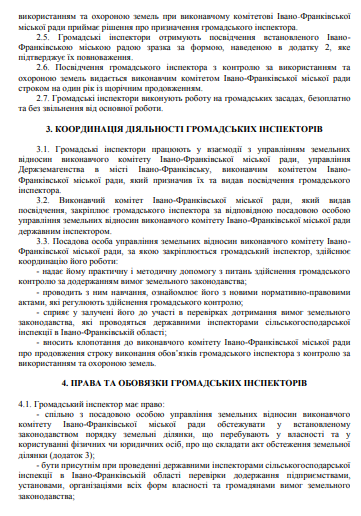 використанням та охороною земель при виконавчому комітетові Івано-Франківської
міської ради приймає рішення про призначення громадського інспектора.
2.5. Громадські інспектори отримують посвідчення встановленого Івано-
Франківською міською радою зразка за формою, наведеною в додатку 2, яке
підтверджує їх повноваження.
2.6. Посвідчення громадського інспектора з контролю за використанням та
охороною земель видається виконавчим комітетом Івано-Франківської міської ради
строком на один рік із щорічним продовженням.
2.7. Громадські інспектори виконують роботу на громадських засадах, безоплатно
та без звільнення від основної роботи.
3. КООРДИНАЦІЯ ДІЯЛЬНОСТІ ГРОМАДСЬКИХ ІНСПЕКТОРІВ
3.1. Громадські інспектори працюють у взаємодії з управлінням земельних
відносин виконавчого комітету Івано-Франківської міської ради, управління
Держземагенства в місті Івано-Франківську, виконавчим комітетом Івано-
Франківської міської ради, який призначив їх та видав посвідчення громадського
інспектора.
3.2. Виконавчий комітет Івано-Франківської міської ради, який видав
посвідчення, закріплює громадського інспектора за відповідною посадовою особою
управління земельних відносин виконавчого комітету Івано-Франківської міської ради
державним інспектором.
3.3. Посадова особа управління земельних відносин виконавчого комітету Івано-
Франківської міської ради, за якою закріплюється громадський інспектор, здійснює
координацію його роботи:
- надає йому практичну і методичну допомогу з питань здійснення громадського
контролю за додержанням вимог земельного законодавства;
- проводить з ним навчання, ознайомлює його з новими нормативно-правовими
актами, які регулюють здійснення громадського контролю;
- сприяє у залучені його до участі в перевірках дотримання вимог земельного
законодавства, які проводяться державними інспекторами сільськогосподарської
інспекції в Івано-Франківській області;
- вносить клопотання до виконавчого комітету Івано-Франківської міської ради
про продовження строку виконання обов’язків громадського інспектора з контролю за
використанням та охороною земель.
4. ПРАВА ТА ОБОВЯЗКИ ГРОМАДСЬКИХ ІНСПЕКТОРІВ
4.1. Громадський інспектор має право:
- спільно з посадовою особою управління земельних відносин виконавчого
комітету Івано-Франківської міської ради обстежувати у встановленому
законодавством порядку земельні ділянки, що перебувають у власності та у
користуванні фізичних чи юридичних осіб, про що складати акт обстеження земельної
ділянки (додаток 3);
- бути присутнім при проведенні державними інспекторами сільськогосподарської
інспекції в Івано-Франківській області перевірки додержання підприємствами,
установами, організаціями всіх форм власності та громадянами вимог земельного
законодавства;